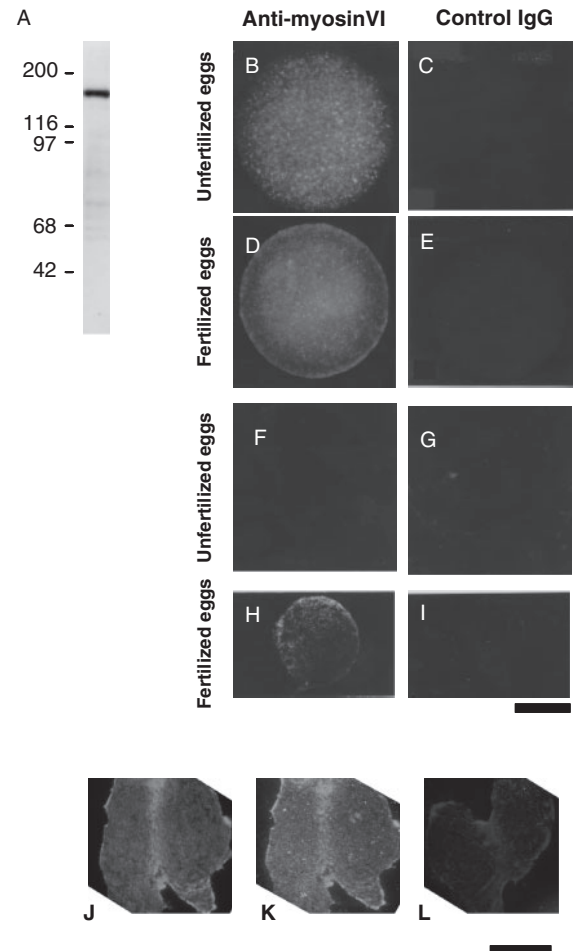 A
Anti-myosinVI Control IgG
200
116
97
68
42
Unfertilized eggs
B
C
Fertilized eggs
D
E
Unfertilized eggs
F
G
Fertilized eggs
H
I
J
K
L